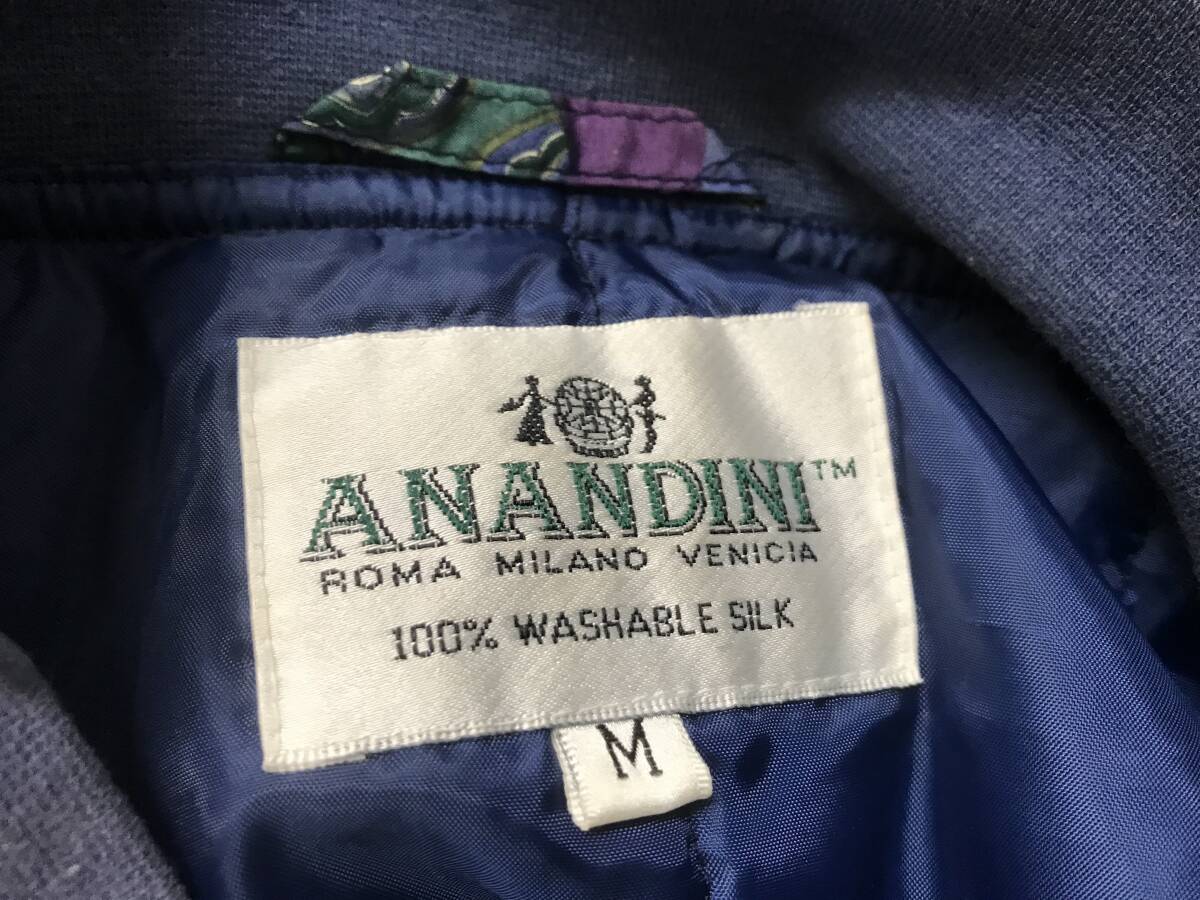 ANANDINI™
ROMA MILANO VENICIA
100% WASHABLE SILK
M